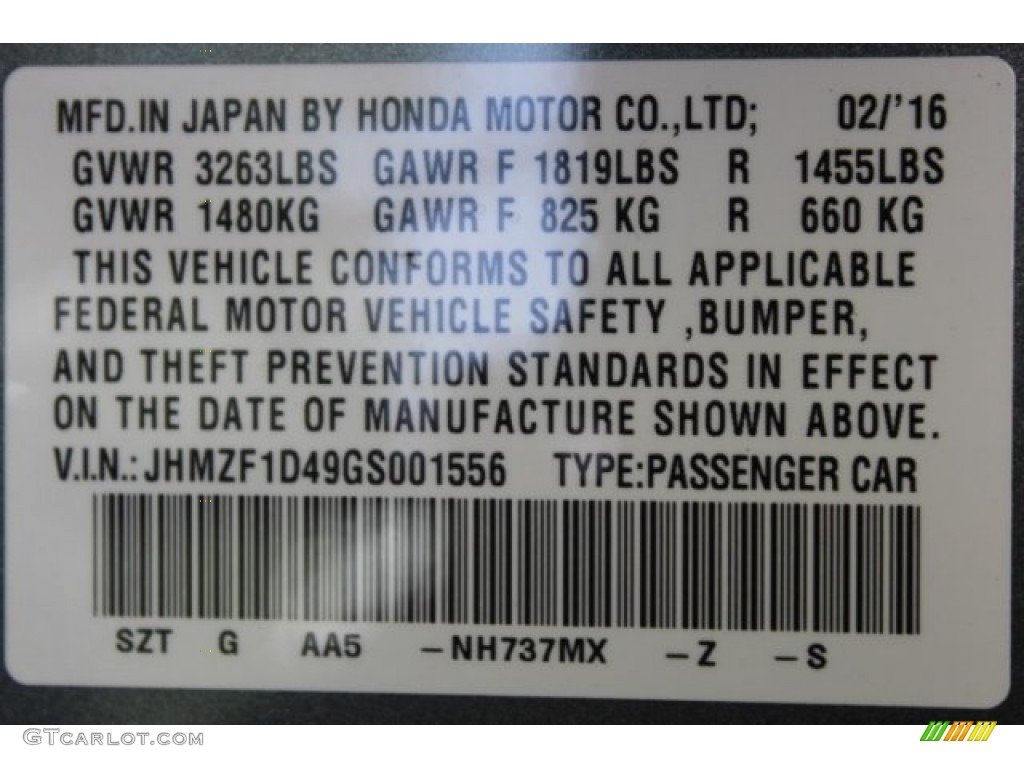 MFD.IN JAPAN BY HONDA MOTOR CO.,LTD; 02/'16
GVWR 3263LBS GAWR F 1819LBS R 1455LBS
GVWR 1480KG GAWR F 825 KG R 660 KG
THIS VEHICLE CONFORMS TO ALL APPLICABLE
FEDERAL MOTOR VEHICLE SAFETY ,BUMPER,
AND THEFT PREVENTION STANDARDS IN EFFECT
ON THE DATE OF MANUFACTURE SHOWN ABOVE.
V.I.N.: JHMZF1D49GS001556 TYPE:PASSENGER CAR
SZT G AA5 –NH737MX –Z –S
GTcarlot.com